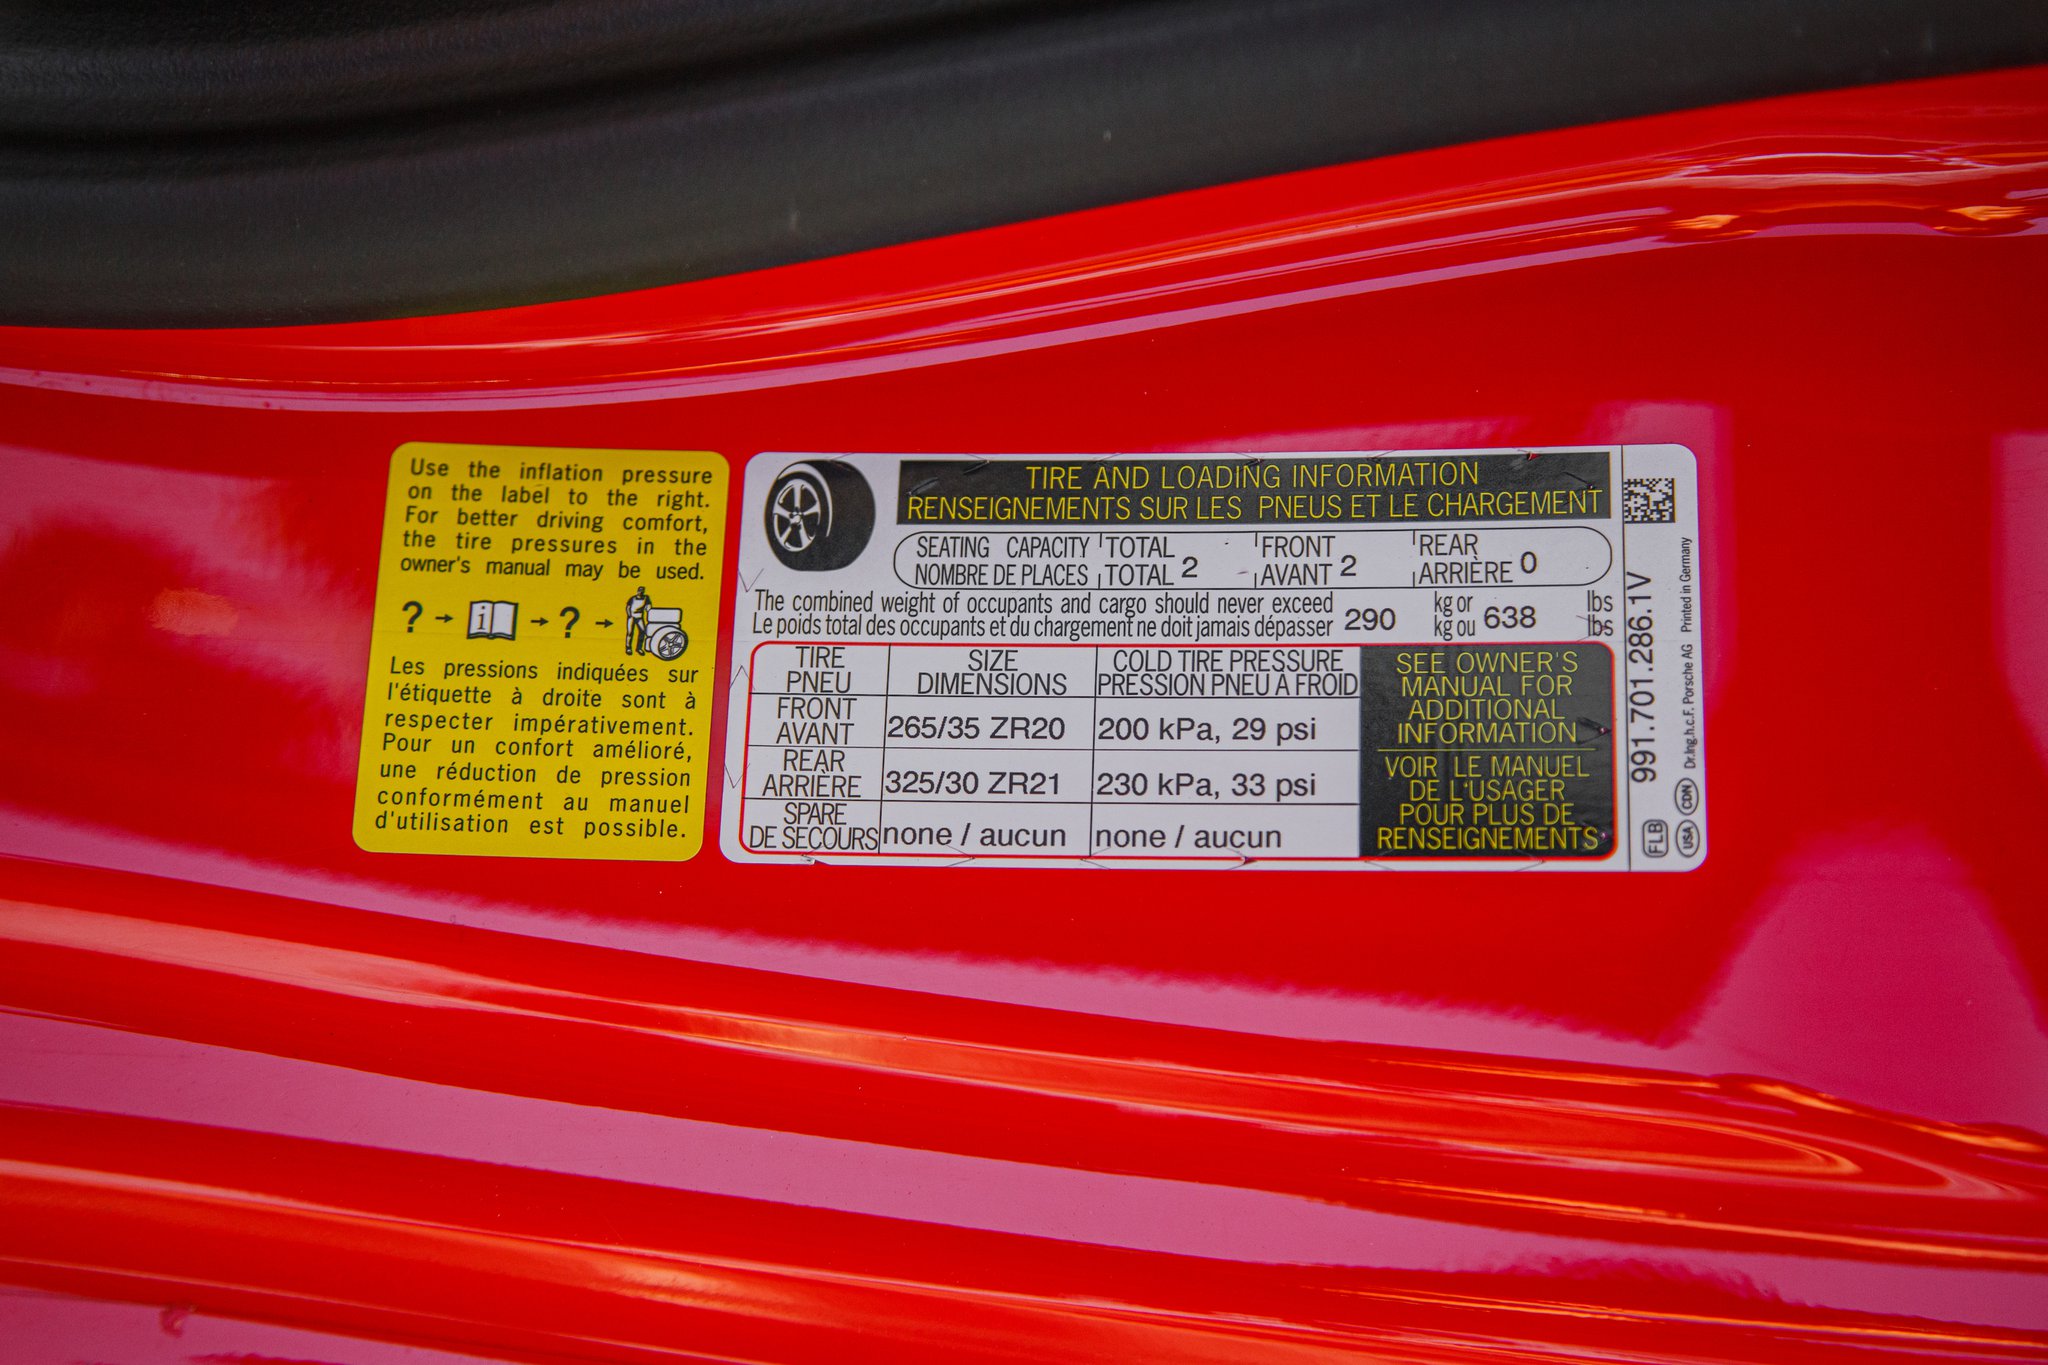 Use the inflation pressure
on the label to the right.
For better driving comfort,
the tire pressures in the
owner's manual may be used.
? → i → ? →
Les pressions indiquées sur
l'étiquette à droite sont à
respecter impérativement.
Pour un confort amélioré,
une réduction de pression
conformément au manuel
d'utilisation est possible.
TIRE AND LOADING INFORMATION
RENSEIGNEMENTS SUR LES PNEUS ET LE CHARGEMENT
SEATING CAPACITY TOTAL FRONT REAR
NOMBRE DE PLACES TOTAL 2 AVANT 2 ARRIÈRE 0
The combined weight of occupants and cargo should never exceed 290 kg or 638 lbs
Le poids total des occupants et du chargement ne doit jamais dépasser kg ou lbs
TIRE SIZE COLD TIRE PRESSURE
PNEU DIMENSIONS PRESSION PNEU A FROID
FRONT
AVANT 265/35 ZR20 200 kPa, 29 psi
REAR
ARRIÈRE 325/30 ZR21 230 kPa, 33 psi
SPARE
DE SECOURS none / aucun none / aucun
SEE OWNER'S
MANUAL FOR
ADDITIONAL
INFORMATION
VOIR LE MANUEL
DE L'USAGER
POUR PLUS DE
RENSEIGNEMENTS
991.701.286.1V
Dr.Ing.h.c.F. Porsche AG Printed in Germany
FLB
USA CDN